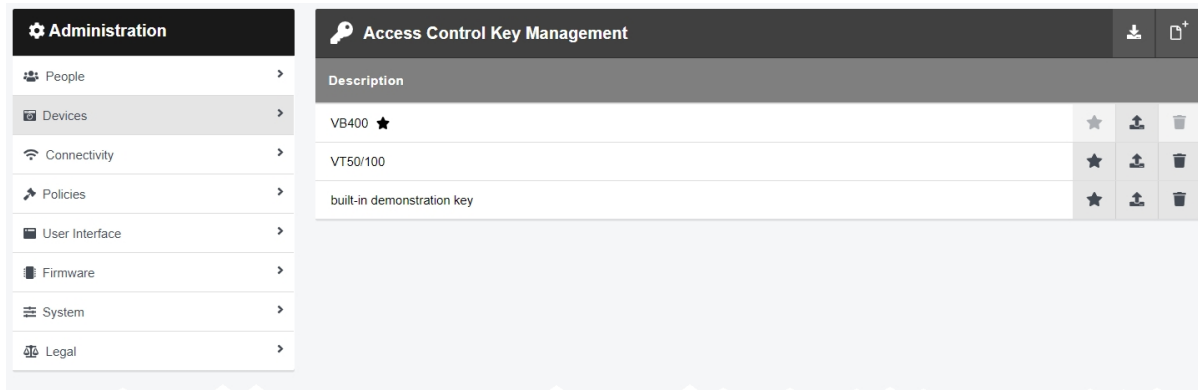 Administration
People
Devices
Connectivity
Policies
User Interface
Firmware
System
Legal
Access Control Key Management
Description
VB400
VT50/100
built-in demonstration key